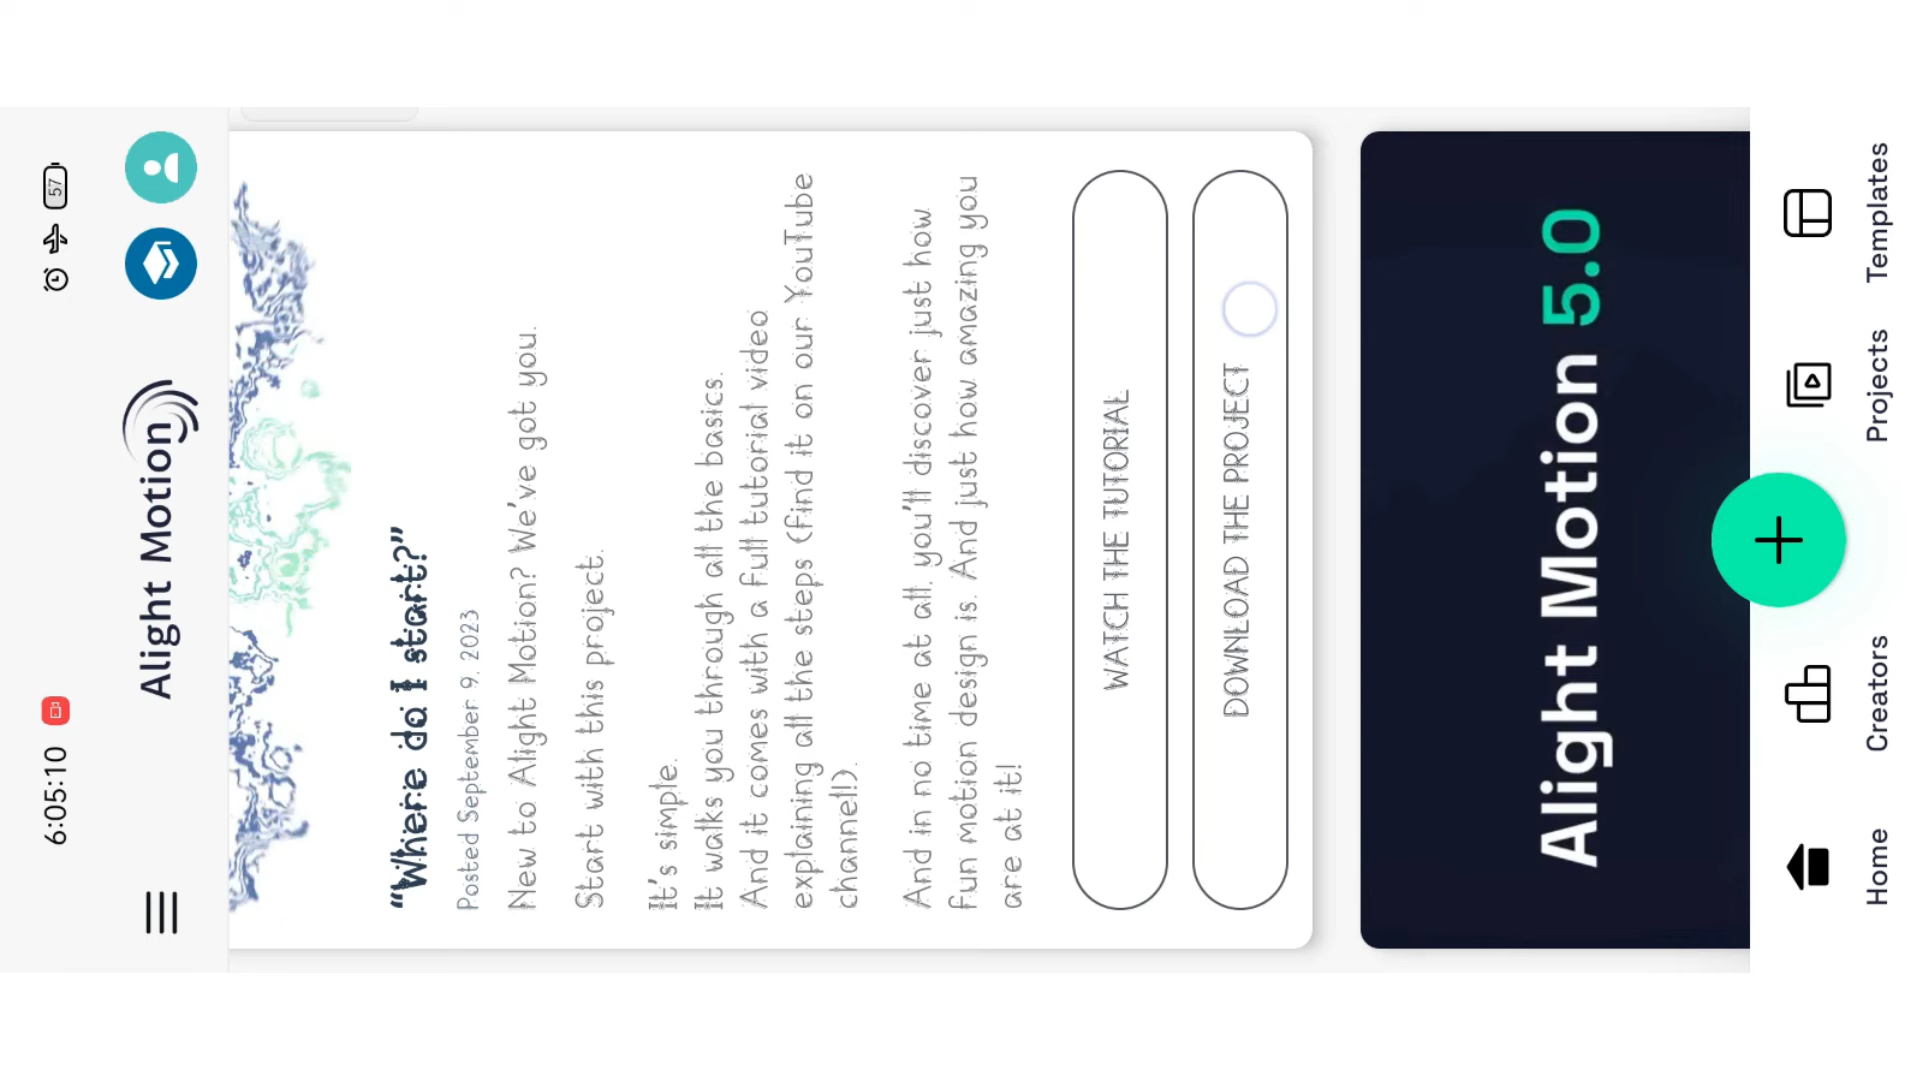 6:05:10
57
Alight Motion
“Where do I start?”
Posted September 9, 2023
New to Alight Motion? We’ve got you.
Start with this project.
It’s simple.
It walks you through all the basics.
And it comes with a full tutorial video
explaining all the steps (find it on our YouTube
channel!).
And in no time at all, you’ll discover just how
fun motion design is. And just how amazing you
are at it!
WATCH THE TUTORIAL
DOWNLOAD THE PROJECT
Alight Motion 5.0
Home
Creators
Projects
Templates